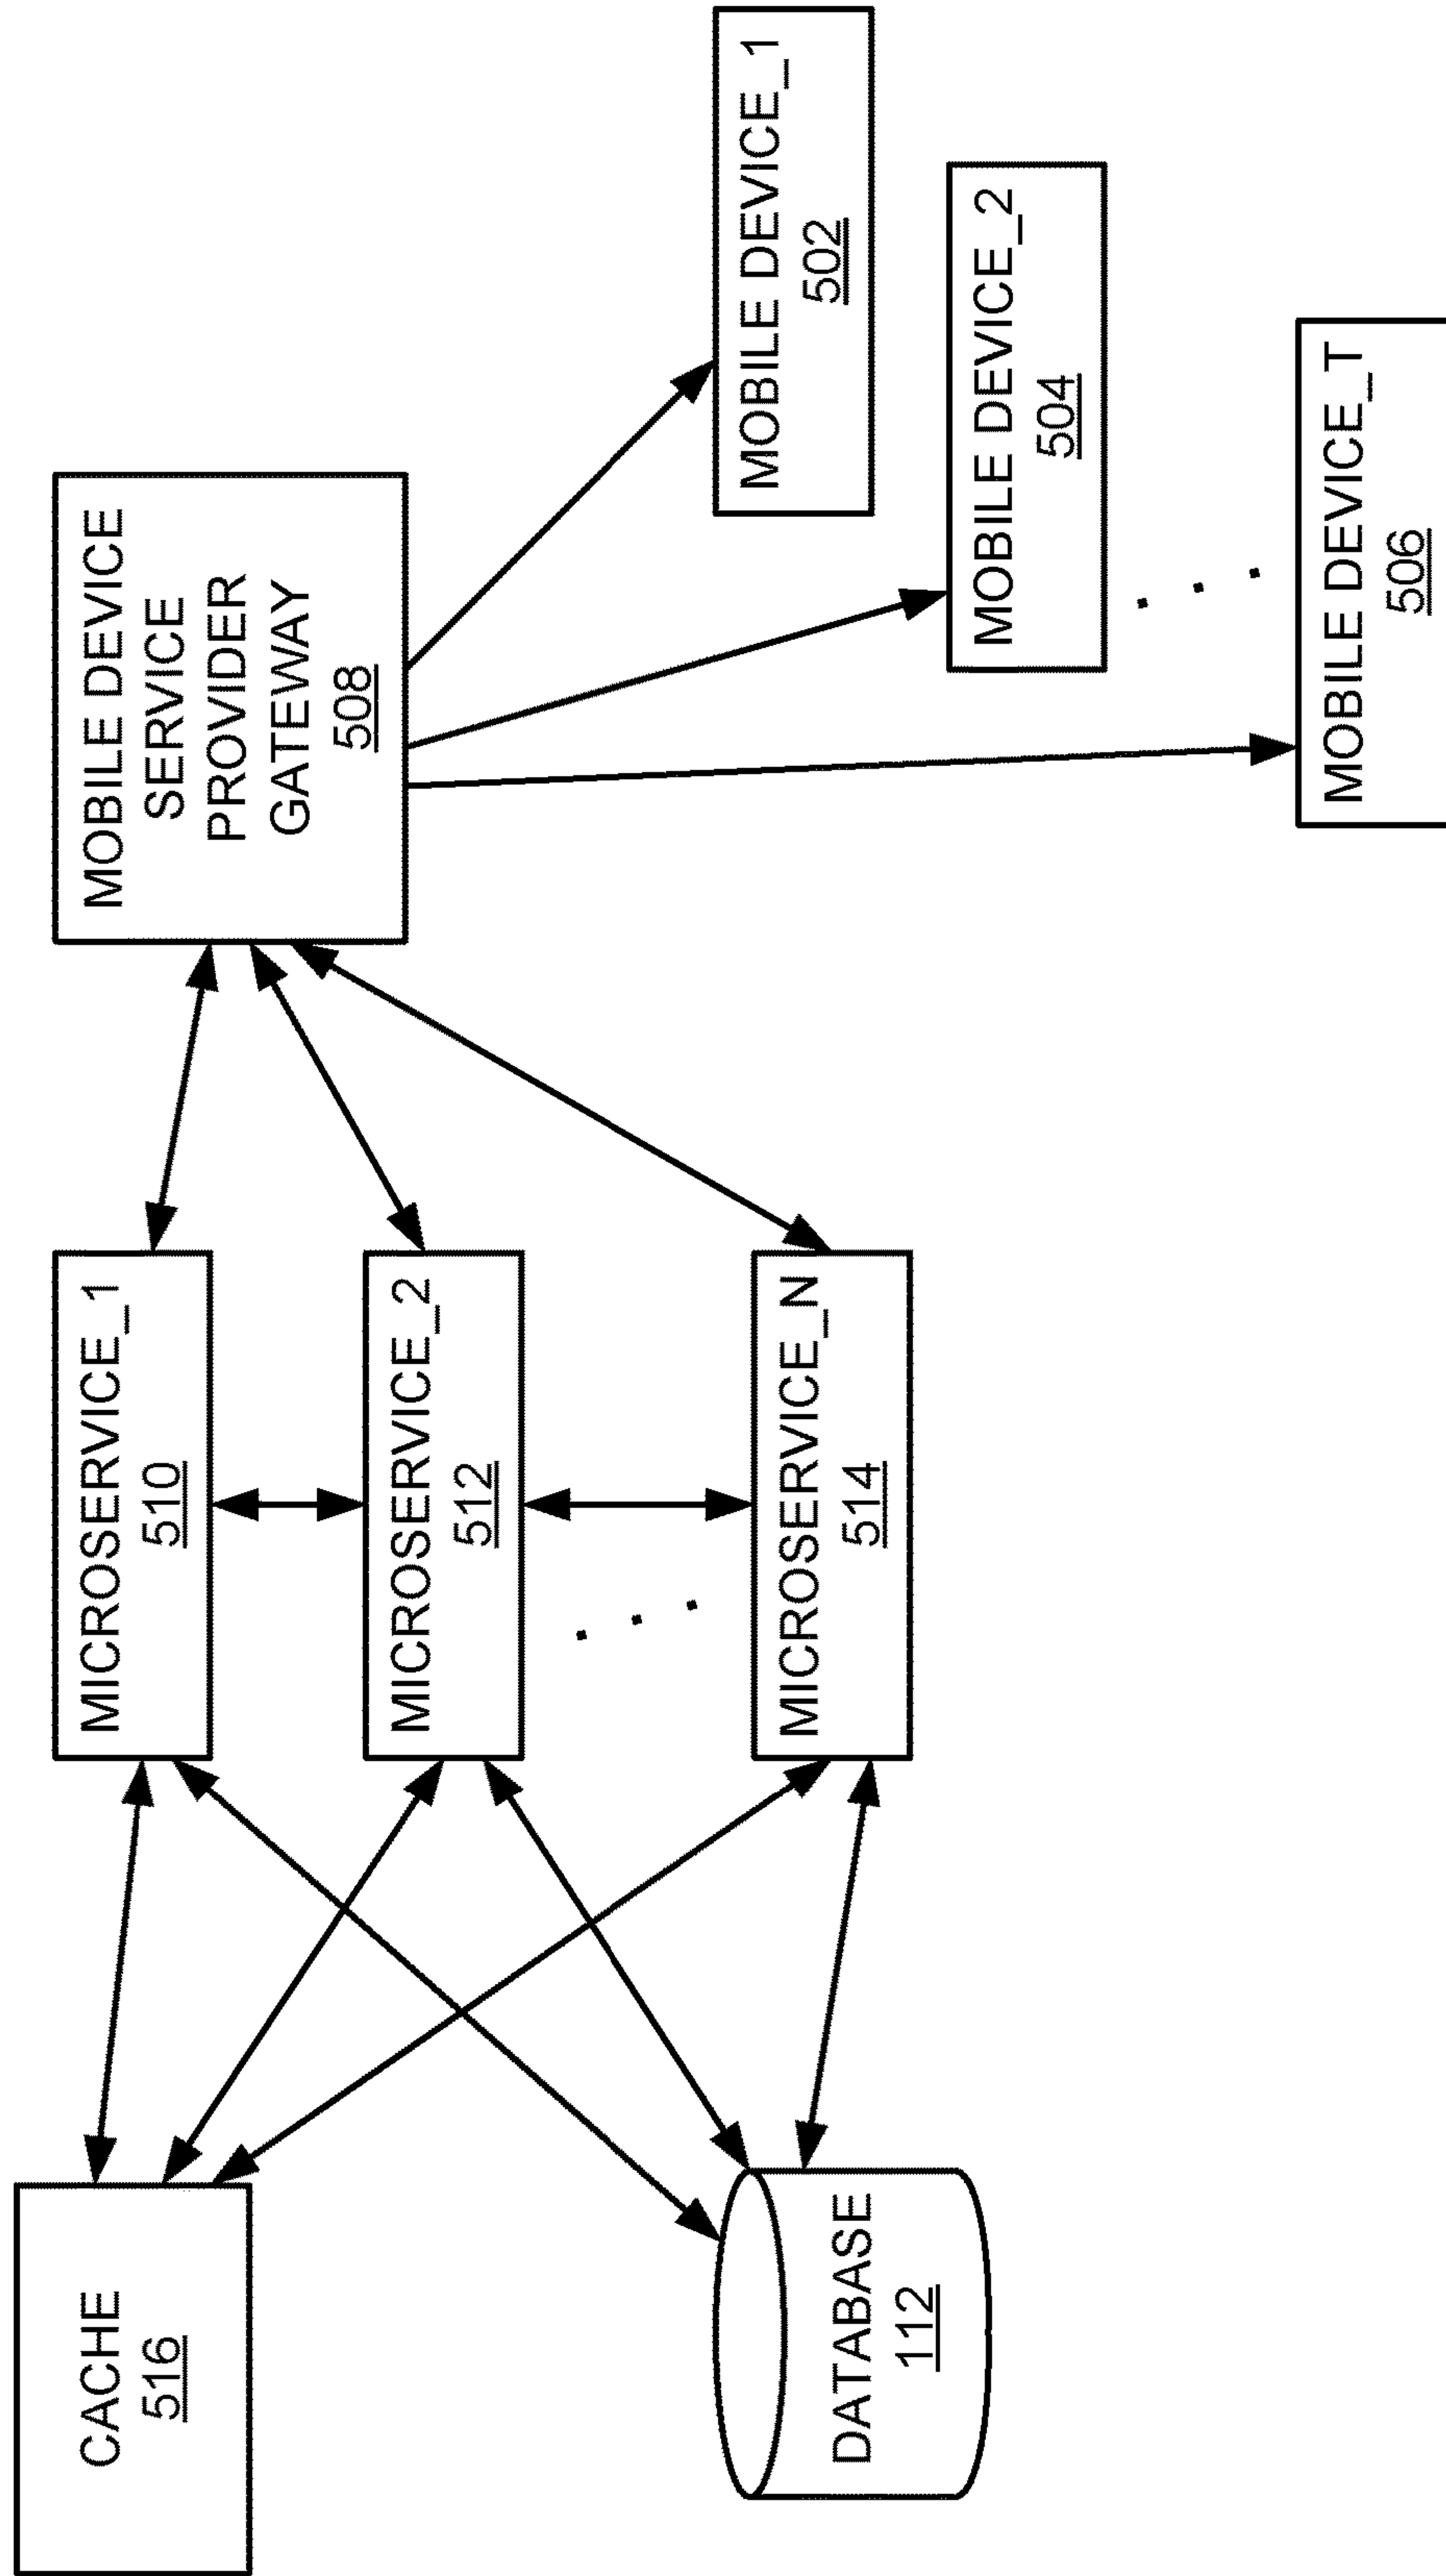 CACHE
516
DATABASE
112
MICROSERVICE_1
510
MICROSERVICE_2
512
MICROSERVICE_N
514
MOBILE DEVICE
SERVICE
PROVIDER
GATEWAY
508
MOBILE DEVICE_1
502
MOBILE DEVICE_2
504
MOBILE DEVICE_T
506